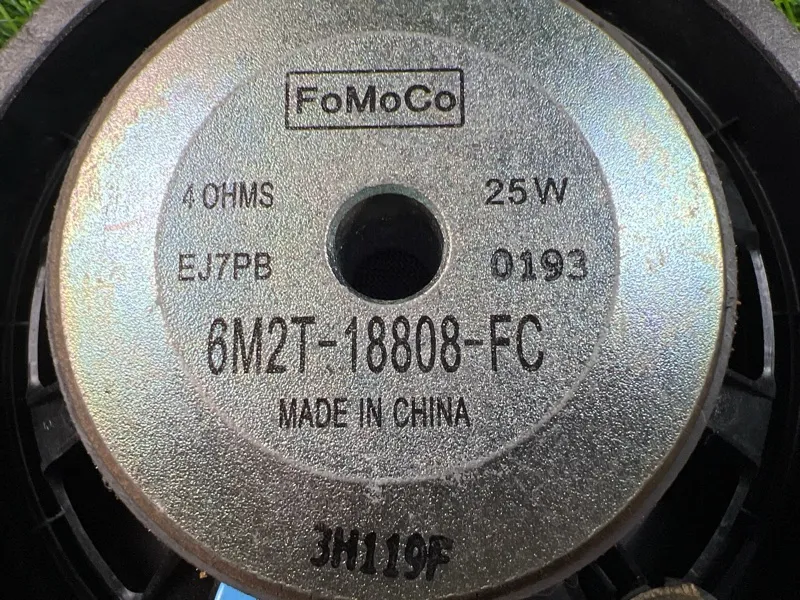 FoMoCo
4 OHMS 25W
EJ7PB 0193
6M2T-18808-FC
MADE IN CHINA
3H119F